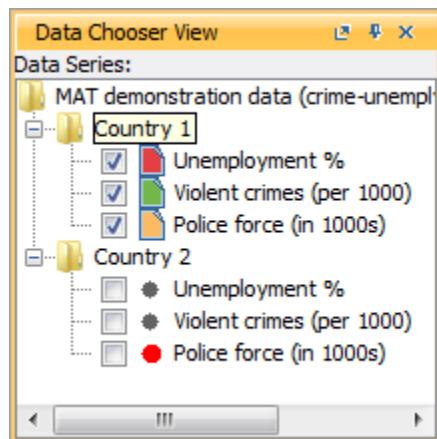 Data Chooser View
Data Series:
MAT demonstration data (crime-unempl
Country 1
Unemployment %
Violent crimes (per 1000)
Police force (in 1000s)
Country 2
Unemployment %
Violent crimes (per 1000)
Police force (in 1000s)